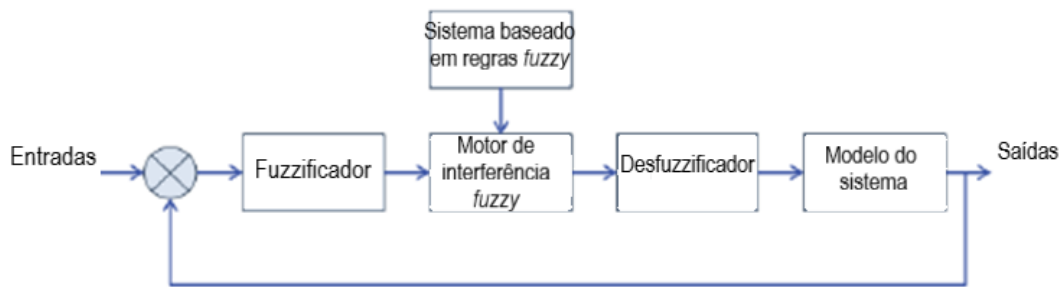 Sistema baseado
em regras fuzzy
Entradas
Fuzzificador
Motor de
interferência
fuzzy
Desfuzzificador
Modelo do
sistema
Saídas